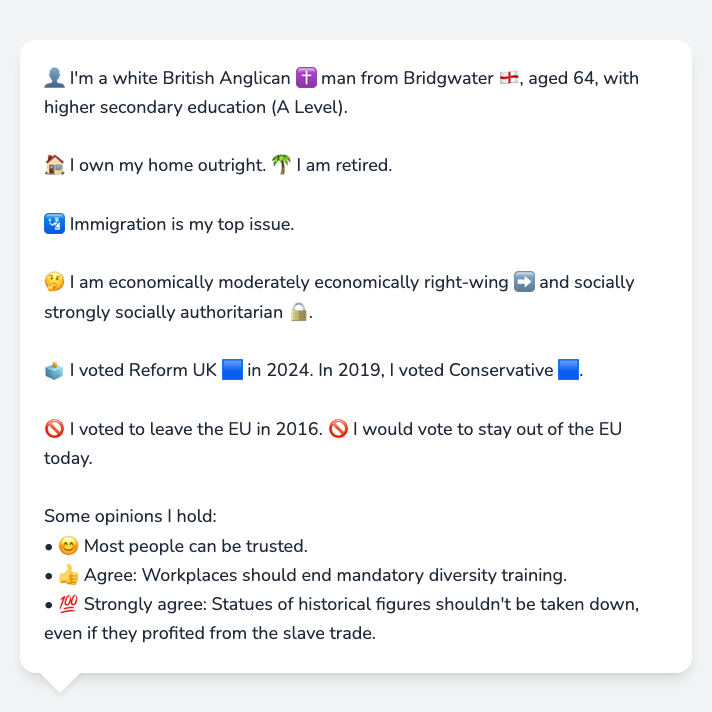 👤 I'm a white British Anglican ✝️ man from Bridgwater 🏴󠁧󠁢󠁥󠁮󠁧󠁿, aged 64, with
higher secondary education (A Level).
🏠 I own my home outright. 🌴 I am retired.
🛂 Immigration is my top issue.
🤔 I am economically moderately economically right-wing ➡️ and socially
strongly socially authoritarian 🔒.
🗳️ I voted Reform UK 🟦 in 2024. In 2019, I voted Conservative 🟦.
🚫 I voted to leave the EU in 2016. 🚫 I would vote to stay out of the EU
today.
Some opinions I hold:
• 😊 Most people can be trusted.
• 👍 Agree: Workplaces should end mandatory diversity training.
• 💯 Strongly agree: Statues of historical figures shouldn't be taken down,
even if they profited from the slave trade.